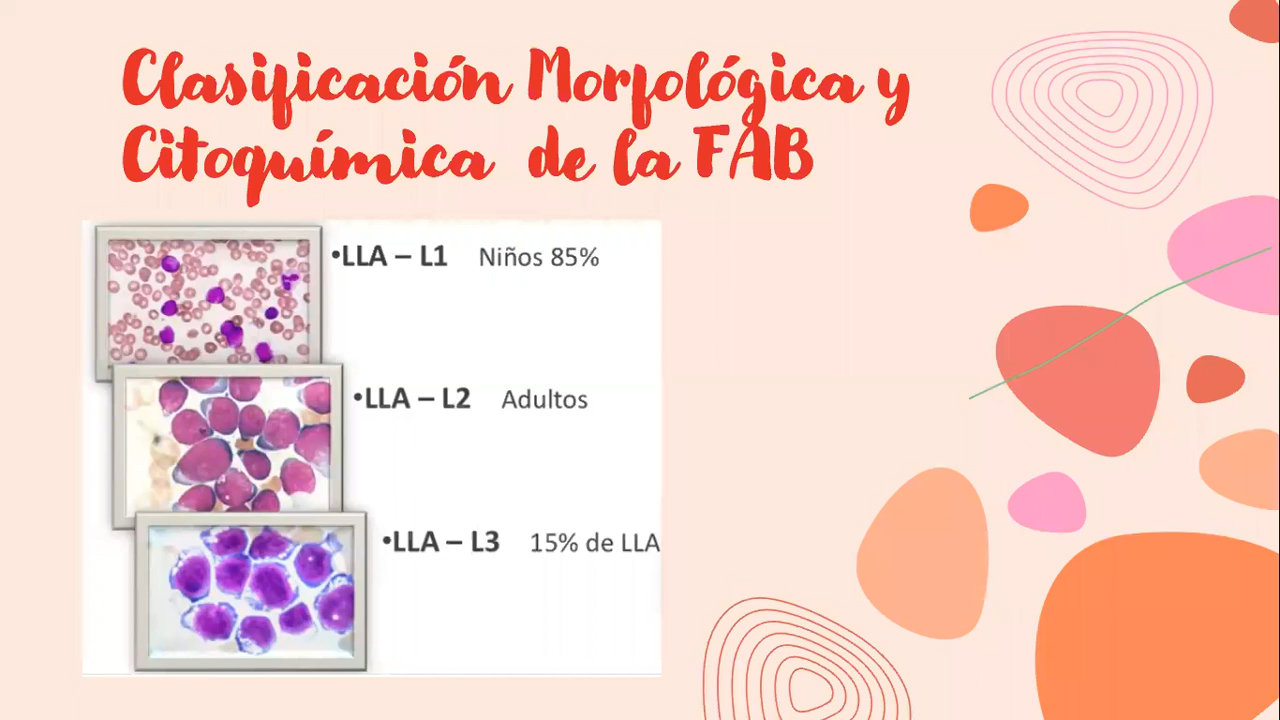 Clasificación Morfológica y
Citoquímica de la FAB
•LLA – L1 Niños 85%
•LLA – L2 Adultos
•LLA – L3 15% de LLA